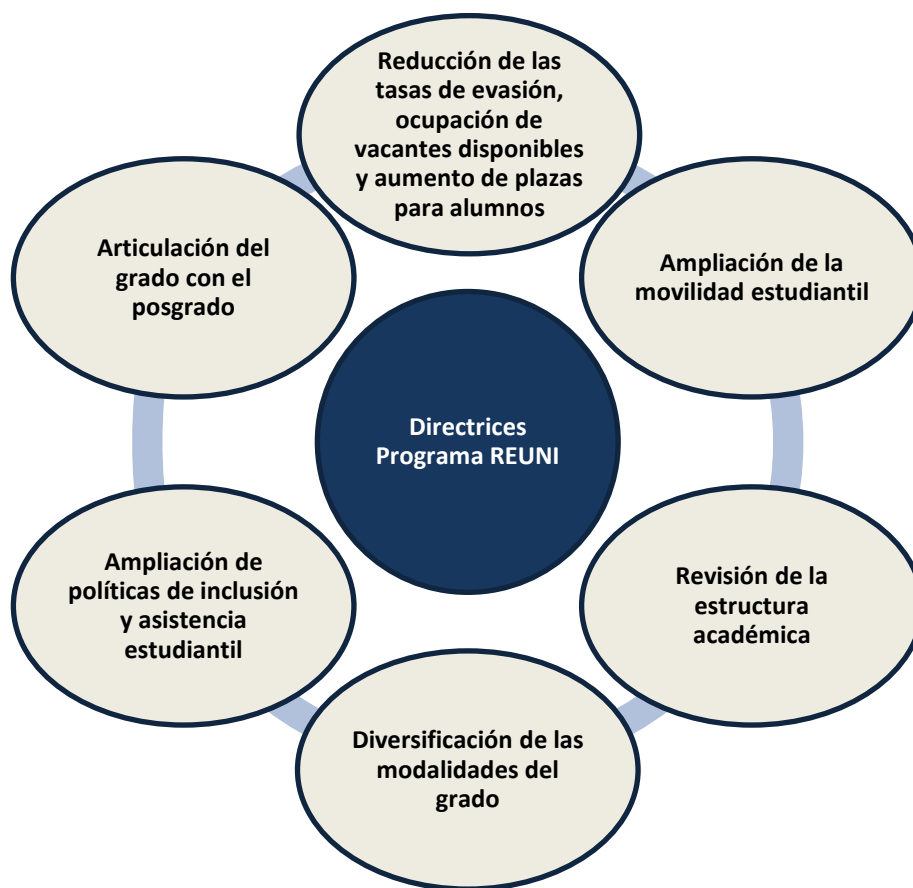 Reducción de las
tasas de evasión,
ocupación de
vacantes disponibles
y aumento de plazas
para alumnos
Ampliación de la
movilidad estudiantil
Revisión de la
estructura
académica
Diversificación de las
modalidades del
grado
Ampliación de
políticas de inclusión
y asistencia
estudiantil
Articulación del
grado con el
posgrado
Directrices
Programa REUNI